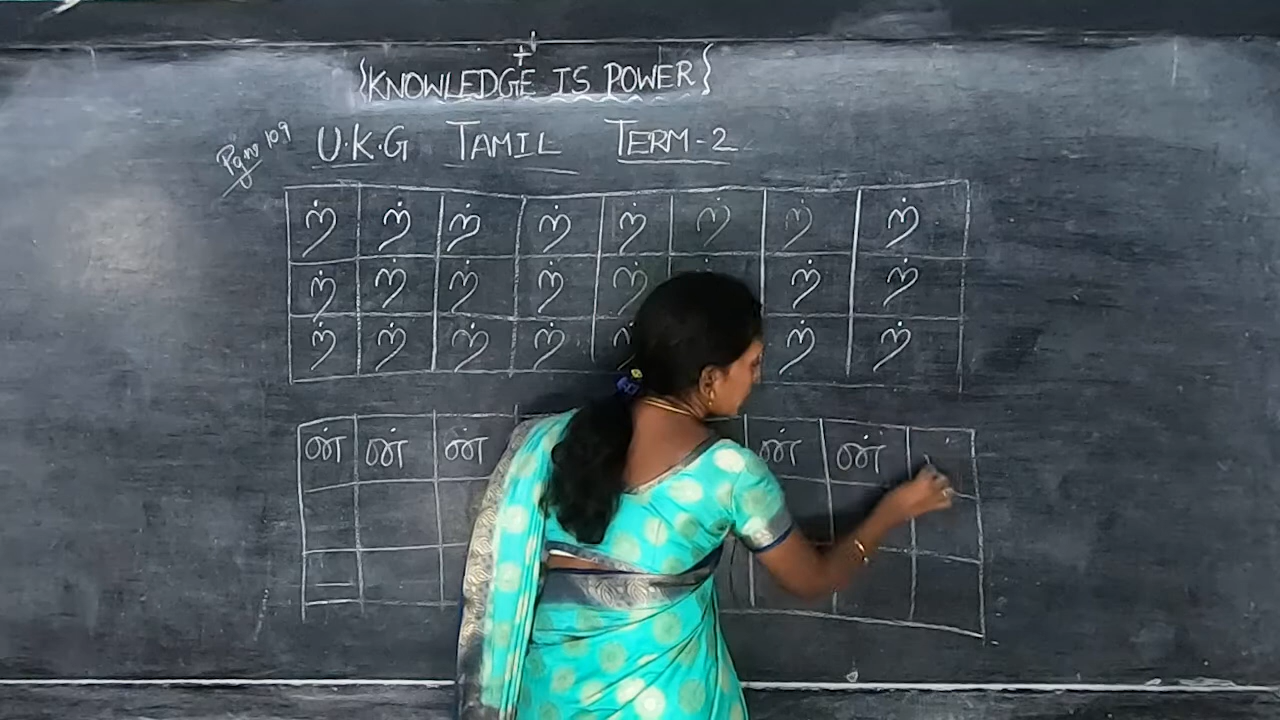 {KNOWLEDGE IS POWER}
Pg.no 109
U.K.G TAMIL TERM-2
ற் ற் ற் ற் ற் ற் ற் ற்
ற் ற் ற் ற் ற் ற் ற்
ற் ற் ற் ற் ற் ற்
ன் ன் ன் ன் ன்